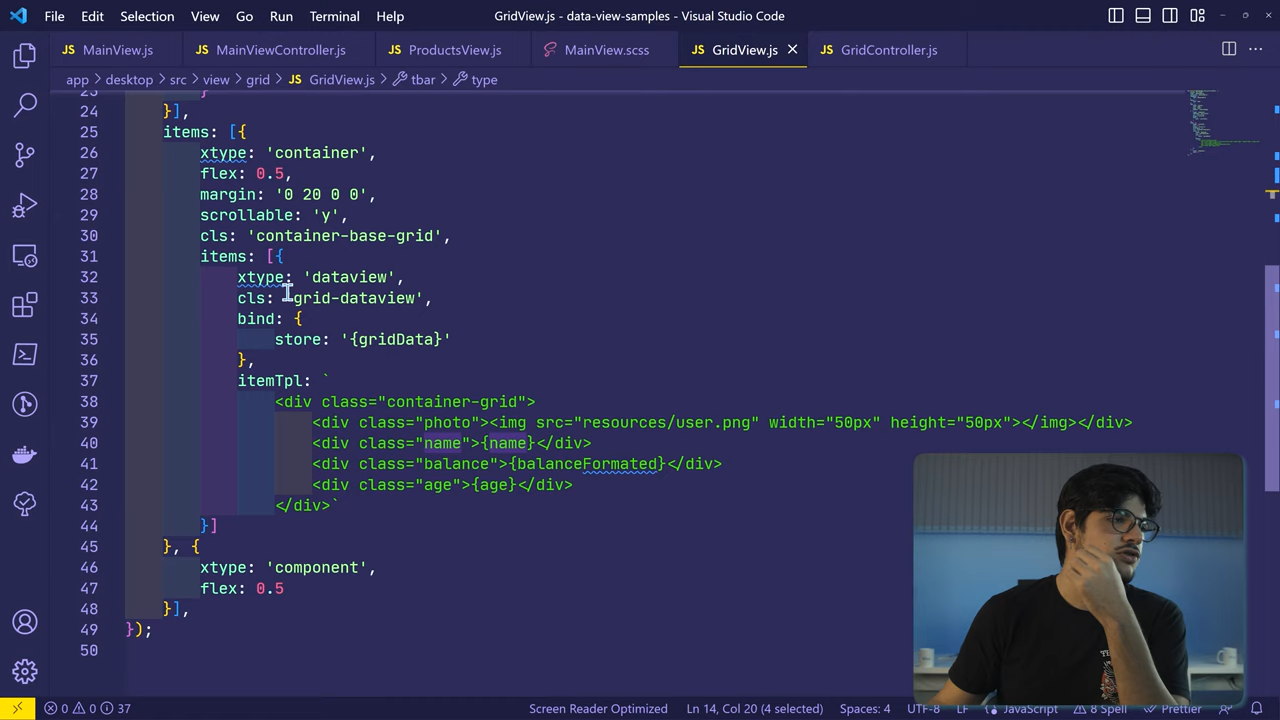 File Edit Selection View Go Run Terminal Help GridView.js - data-view-samples - Visual Studio Code
JS MainView.js JS MainViewController.js JS ProductsView.js MainView.scss JS GridView.js JS GridController.js
app > desktop > src > view > grid > JS GridView.js > tbar > type
23 }
24 }],
25 items: [{
26 xtype: 'container',
27 flex: 0.5,
28 margin: '0 20 0 0',
29 scrollable: 'y',
30 cls: 'container-base-grid',
31 items: [{
32 xtype: 'dataview',
33 cls: 'grid-dataview',
34 bind: {
35 store: '{gridData}'
36 },
37 itemTpl: `
38 <div class="container-grid">
39 <div class="photo"><img src="resources/user.png" width="50px" height="50px"></img></div>
40 <div class="name">{name}</div>
41 <div class="balance">{balanceFormated}</div>
42 <div class="age">{age}</div>
43 </div>`
44 }]
45 }, {
46 xtype: 'component',
47 flex: 0.5
48 }],
49 });
50
0 0 37 Screen Reader Optimized Ln 14, Col 20 (4 selected) Spaces: 4 UTF-8 LF JavaScript 8 Spell Prettier